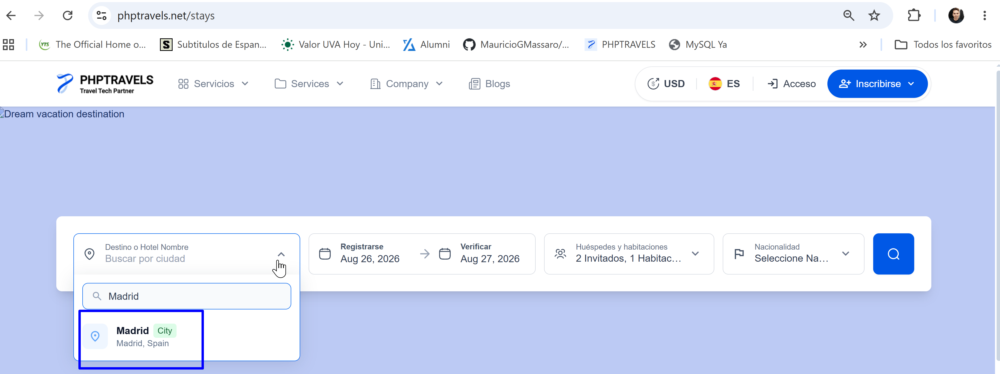 phptravels.net/stays
The Official Home o...
Subtitulos de Espan...
Valor UVA Hoy - Uni...
Alumni
MauricioGMassaro/...
PHPTRAVELS
MySQL Ya
Todos los favoritos
PHPTRAVELS
Travel Tech Partner
Servicios
Services
Company
Blogs
USD
ES
Acceso
Inscribirse
Dream vacation destination
Destino o Hotel Nombre
Buscar por ciudad
Registrarse
Aug 26, 2026
Verificar
Aug 27, 2026
Huéspedes y habitaciones
2 Invitados, 1 Habitac...
Nacionalidad
Seleccione Na...
Madrid
Madrid City
Madrid, Spain